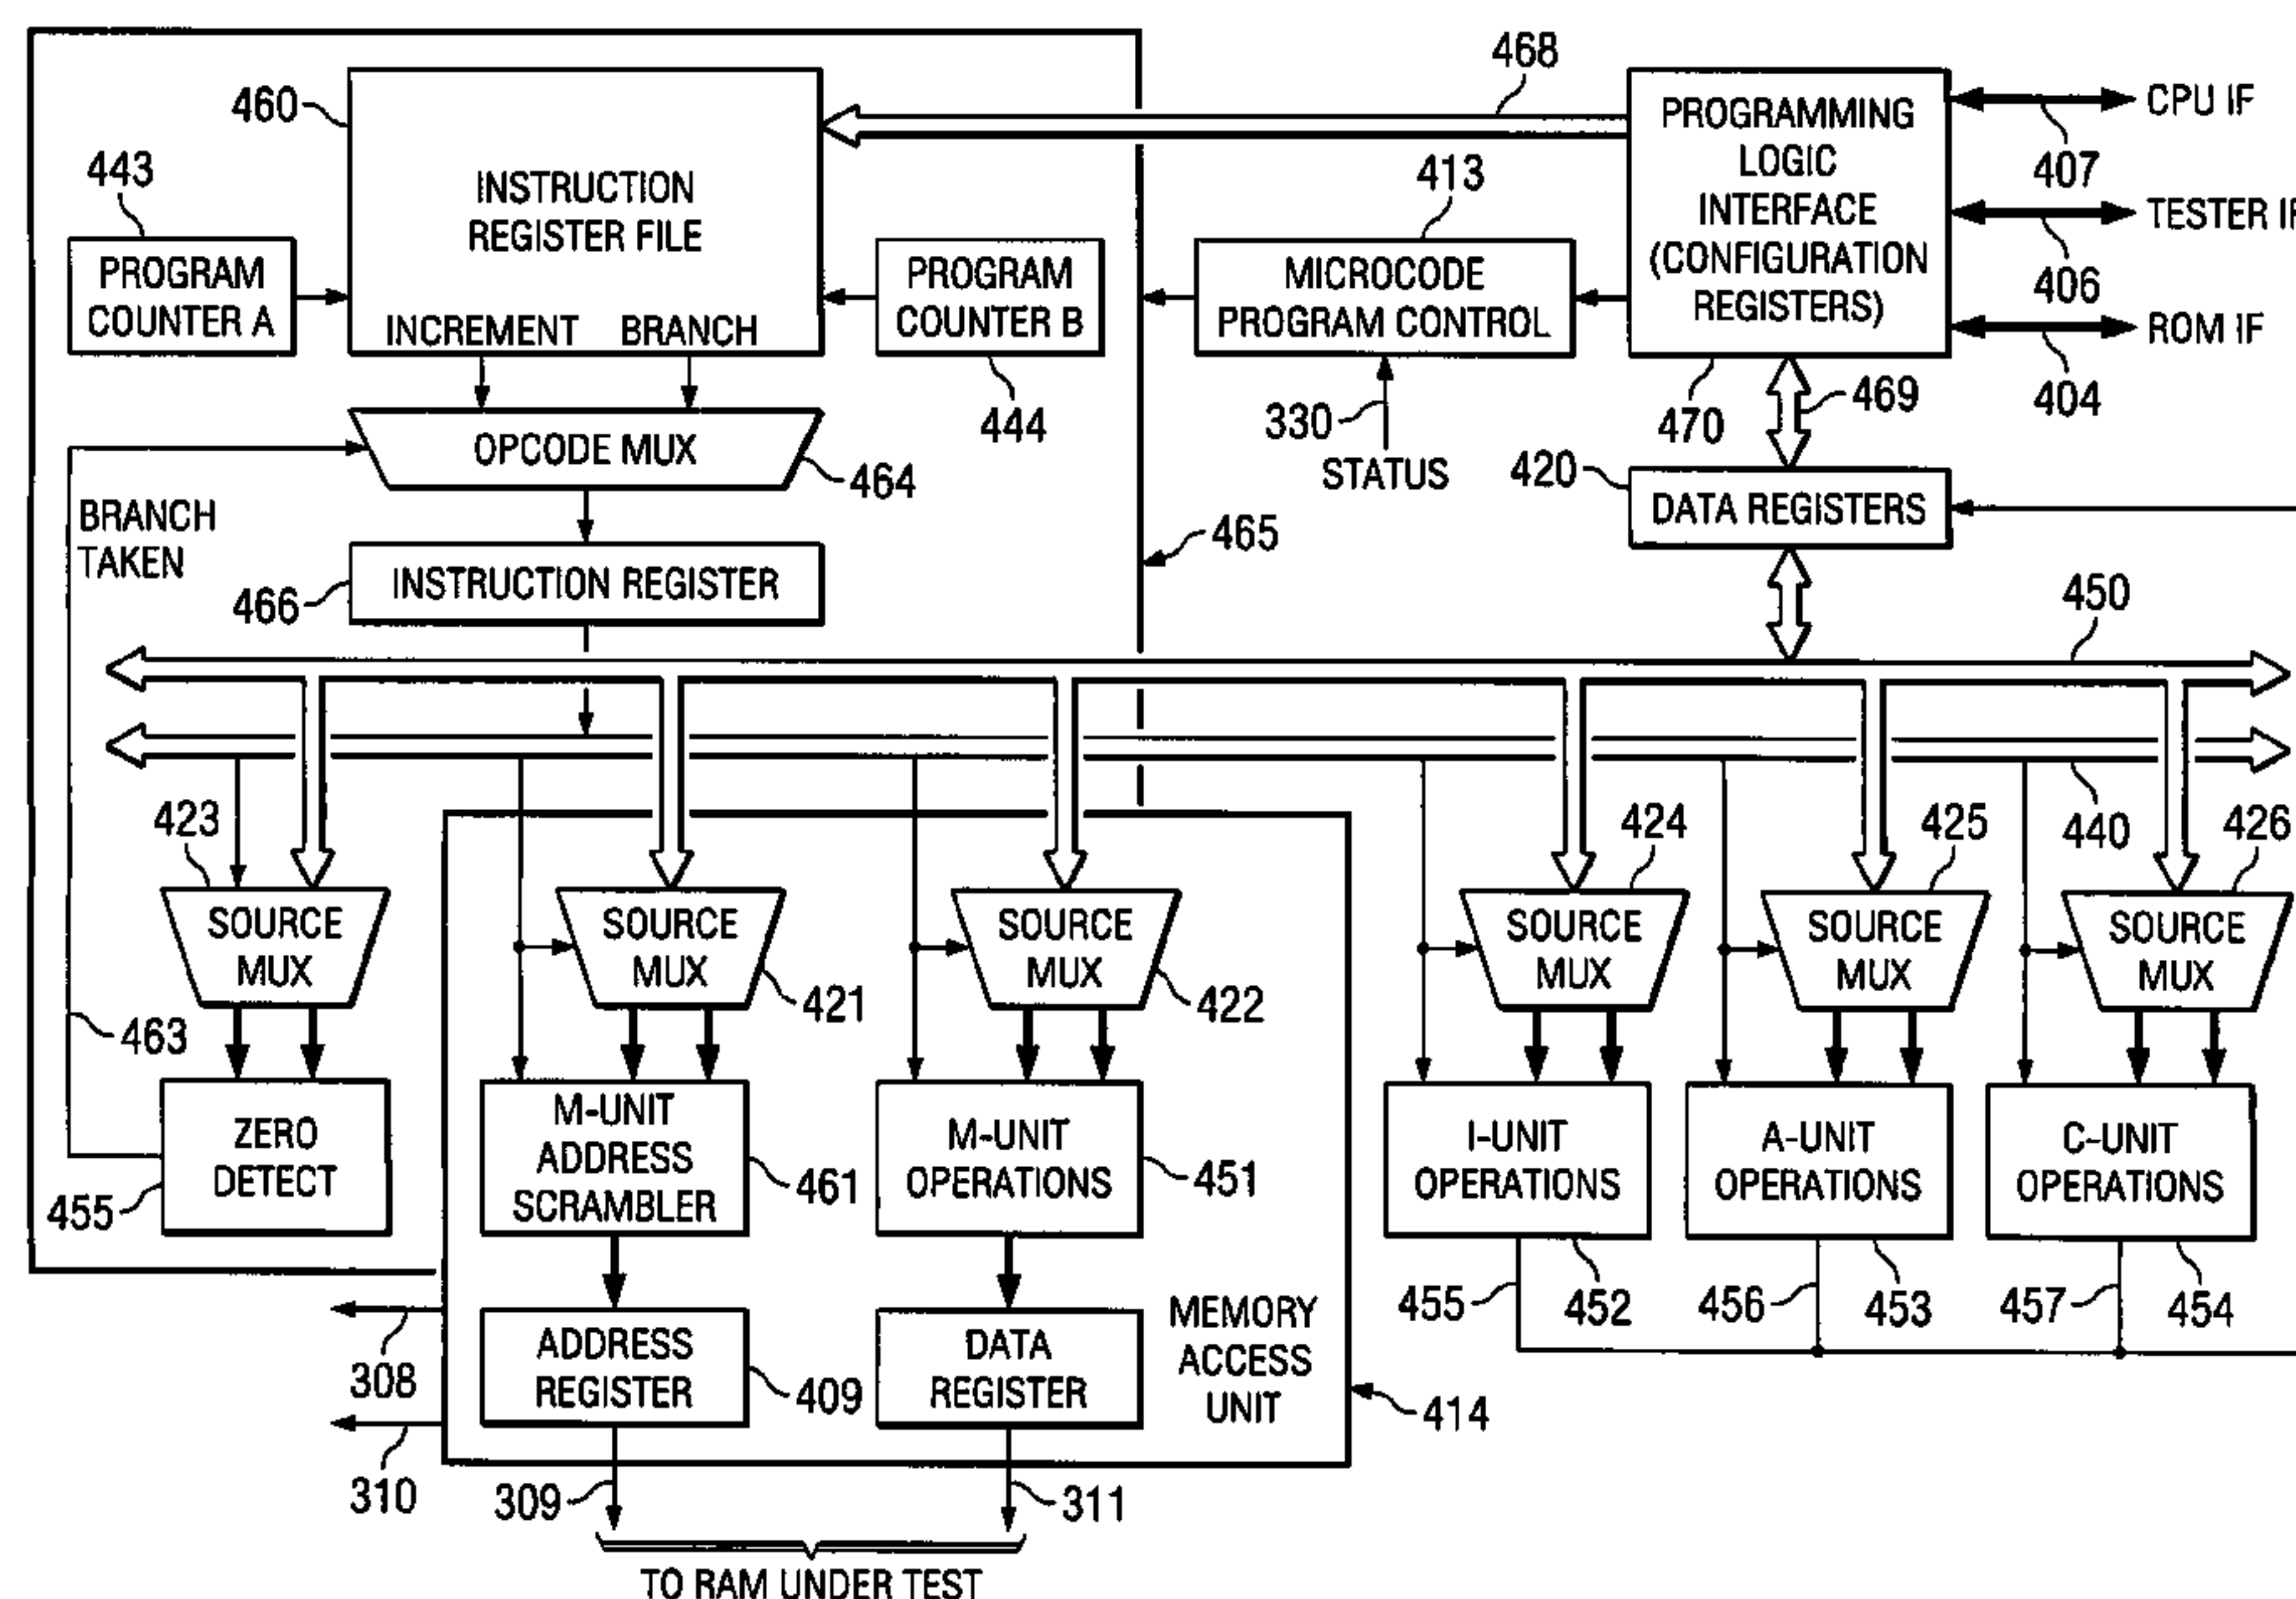 468
460
PROGRAMMING
LOGIC
INTERFACE
(CONFIGURATION
REGISTERS)
CPU IF
407
TESTER IF
406
ROM IF
404
443
INSTRUCTION
REGISTER FILE
413
PROGRAM
COUNTER A
PROGRAM
COUNTER B
MICROCODE
PROGRAM CONTROL
INCREMENT
BRANCH
444
330
STATUS
470
469
OPCODE MUX
464
420
DATA REGISTERS
BRANCH
TAKEN
465
466
INSTRUCTION REGISTER
450
423
424
425
440
426
SOURCE
MUX
SOURCE
MUX
421
SOURCE
MUX
422
SOURCE
MUX
SOURCE
MUX
SOURCE
MUX
463
ZERO
DETECT
455
M-UNIT
ADDRESS
SCRAMBLER
461
M-UNIT
OPERATIONS
451
I-UNIT
OPERATIONS
A-UNIT
OPERATIONS
C-UNIT
OPERATIONS
455
452
456
453
457
454
308
310
ADDRESS
REGISTER
409
DATA
REGISTER
MEMORY
ACCESS
UNIT
414
309
311
TO RAM UNDER TEST